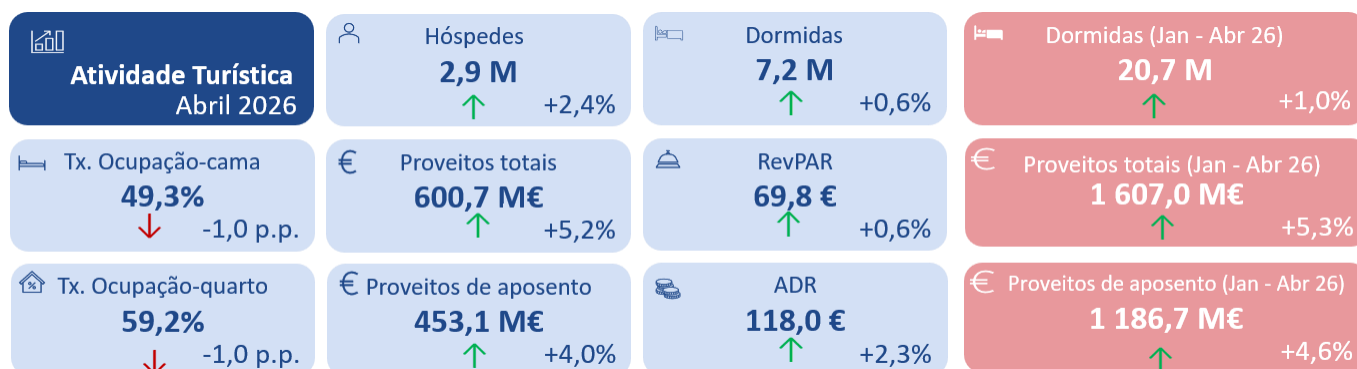 Atividade Turística
Abril 2026
Hóspedes
2,9 M
+2,4%
Dormidas
7,2 M
+0,6%
Dormidas (Jan - Abr 26)
20,7 M
+1,0%
Tx. Ocupação-cama
49,3%
-1,0 p.p.
€ Proveitos totais
600,7 M€
+5,2%
RevPAR
69,8 €
+0,6%
€ Proveitos totais (Jan - Abr 26)
1 607,0 M€
+5,3%
% Tx. Ocupação-quarto
59,2%
-1,0 p.p.
€ Proveitos de aposento
453,1 M€
+4,0%
ADR
118,0 €
+2,3%
€ Proveitos de aposento (Jan - Abr 26)
1 186,7 M€
+4,6%